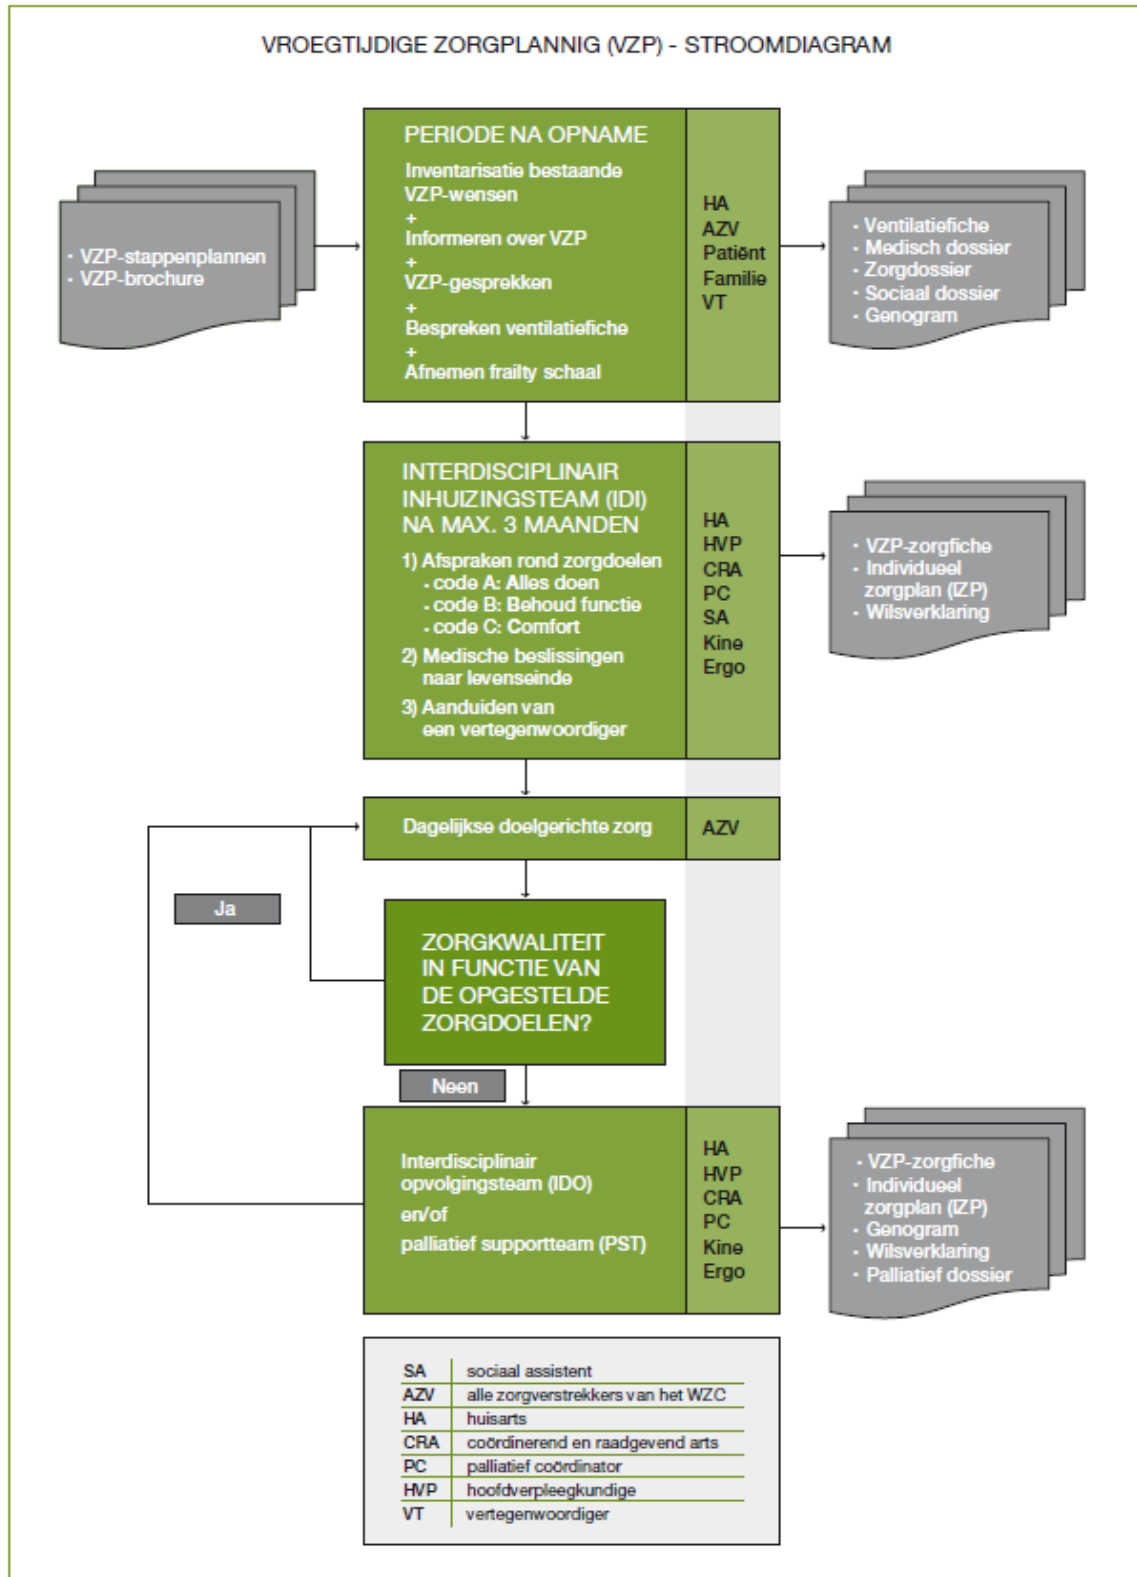 VROEGTIJDIGE ZORGPLANNIG (VZP) - STROOMDIAGRAM
· VZP-stappenplannen
· VZP-brochure
PERIODE NA OPNAME
Inventarisatie bestaande
VZP-wensen
+
Informeren over VZP
+
VZP-gesprekken
+
Bespreken ventilatiefiche
+
Afnemen frailty schaal
HA
AZV
Patiënt
Familie
VT
· Ventilatiefiche
· Medisch dossier
· Zorgdossier
· Sociaal dossier
· Genogram
INTERDISCIPLINAIR
INHUIZINGSTEAM (IDI)
NA MAX. 3 MAANDEN
1) Afspraken rond zorgdoelen
- code A: Alles doen
- code B: Behoud functie
- code C: Comfort
2) Medische beslissingen
naar levenseinde
3) Aanduiden van
een vertegenwoordiger
HA
HVP
CRA
PC
SA
Kine
Ergo
· VZP-zorgfiche
· Individueel
zorgplan (IZP)
· Wilsverklaring
Dagelijkse doelgerichte zorg
AZV
Ja
ZORGKWALITEIT
IN FUNCTIE VAN
DE OPGESTELDE
ZORGDOELEN?
Neen
Interdisciplinair
opvolgingsteam (IDO)
en/of
palliatief supportteam (PST)
HA
HVP
CRA
PC
Kine
Ergo
· VZP-zorgfiche
· Individueel
zorgplan (IZP)
· Genogram
· Wilsverklaring
· Palliatief dossier
SA sociaal assistent
AZV alle zorgverstrekkers van het WZC
HA huisarts
CRA coördinerend en raadgevend arts
PC palliatief coördinator
HVP hoofdverpleegkundige
VT vertegenwoordiger